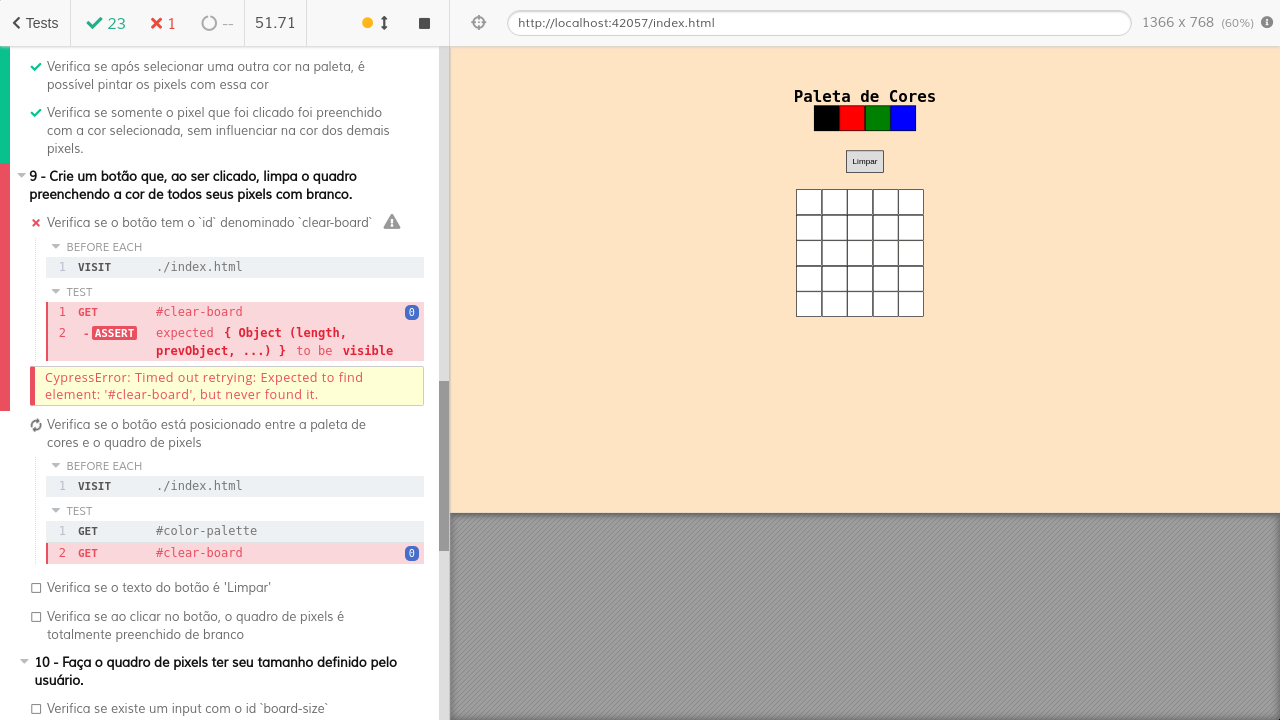 Tests
23
1
--
51.71
http://localhost:42057/index.html
1366 x 768 (60%)
Verifica se após selecionar uma outra cor na paleta, é
possível pintar os pixels com essa cor
Verifica se somente o pixel que foi clicado foi preenchido
com a cor selecionada, sem influenciar na cor dos demais
pixels.
9 - Crie um botão que, ao ser clicado, limpa o quadro
preenchendo a cor de todos seus pixels com branco.
Verifica se o botão tem o `id` denominado `clear-board`
BEFORE EACH
1 VISIT ./index.html
TEST
1 GET #clear-board 0
2 -ASSERT expected { Object (length,
prevObject, ...) } to be visible
CypressError: Timed out retrying: Expected to find
element: '#clear-board', but never found it.
Verifica se o botão está posicionado entre a paleta de
cores e o quadro de pixels
BEFORE EACH
1 VISIT ./index.html
TEST
1 GET #color-palette
2 GET #clear-board 0
Verifica se o texto do botão é 'Limpar'
Verifica se ao clicar no botão, o quadro de pixels é
totalmente preenchido de branco
10 - Faça o quadro de pixels ter seu tamanho definido pelo
usuário.
Verifica se existe um input com o id `board-size`
Paleta de Cores
Limpar